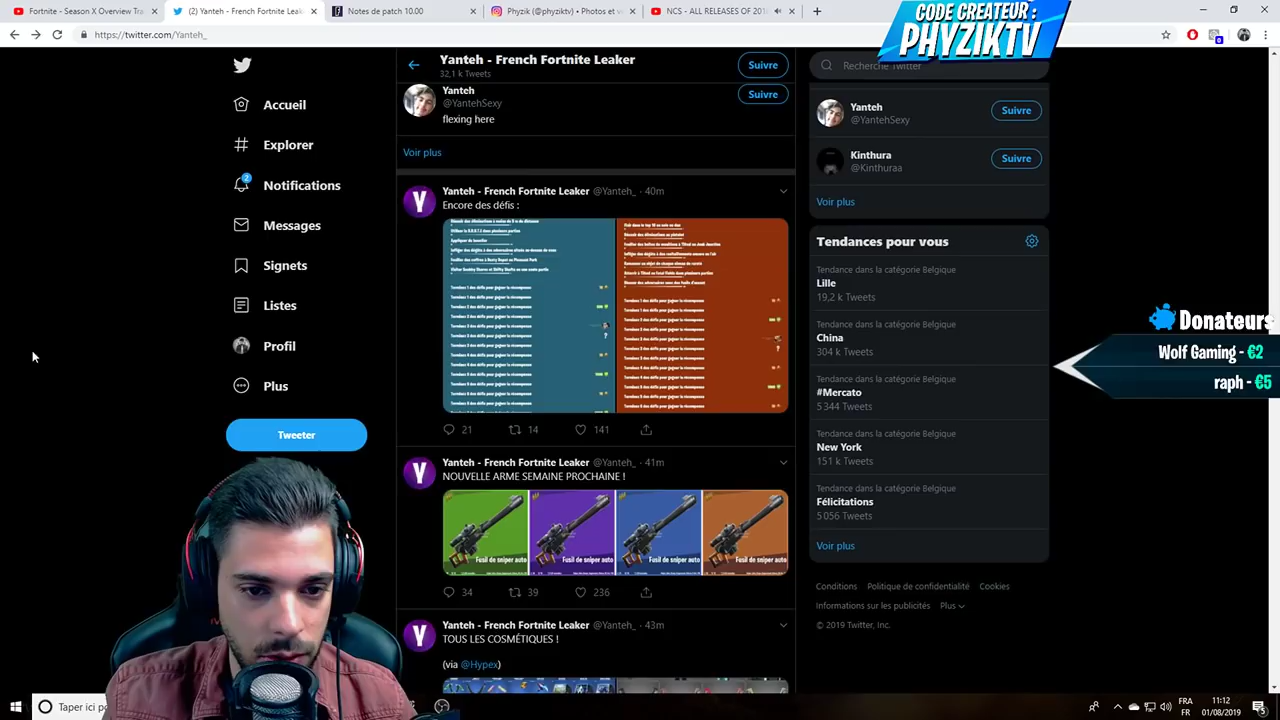 Fortnite - Season X Overview Tra
(2) Yanteh - French Fortnite Leak
Notes de patch 10.00
Phyzik (@phyziktv) • Photos et v
NCS - ALL RELEASES OF 201
https://twitter.com/Yanteh_
CODE CREATEUR :
PHYZIKTV
Yanteh - French Fortnite Leaker
32,1 k Tweets
Suivre
Recherche Twitter
Yanteh
@YantehSexy
flexing here
Suivre
Voir plus
Accueil
Explorer
2
Notifications
Messages
Signets
Listes
Profil
Plus
Tweeter
Yanteh - French Fortnite Leaker @Yanteh_ · 40m
Encore des défis :
21
14
141
Yanteh - French Fortnite Leaker @Yanteh_ · 41m
NOUVELLE ARME SEMAINE PROCHAINE !
Fusil de sniper auto
Fusil de sniper auto
Fusil de sniper auto
Fusil de sniper auto
34
39
236
Yanteh - French Fortnite Leaker @Yanteh_ · 43m
TOUS LES COSMÉTIQUES !
(via @Hypex)
Yanteh
@YantehSexy
Suivre
Kinthura
@Kinthuraa
Suivre
Voir plus
Tendances pour vous
Tendance dans la catégorie Belgique
Lille
19,2 k Tweets
Tendance dans la catégorie Belgique
China
304 k Tweets
Tendance dans la catégorie Belgique
#Mercato
5 344 Tweets
Tendance dans la catégorie Belgique
New York
151 k Tweets
Tendance dans la catégorie Belgique
Félicitations
5 056 Tweets
Voir plus
Conditions Politique de confidentialité Cookies
Informations sur les publicités Plus
© 2019 Twitter, Inc.
Donateurs
olf Gaming - €2
raph - €5
Taper ici po
FRA
FR
11:12
01/08/2019